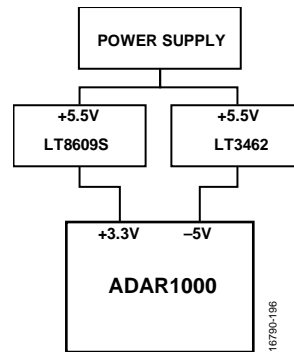 POWER SUPPLY
+5.5V
LT8609S
+5.5V
LT3462
+3.3V
–5V
ADAR1000
16790-196